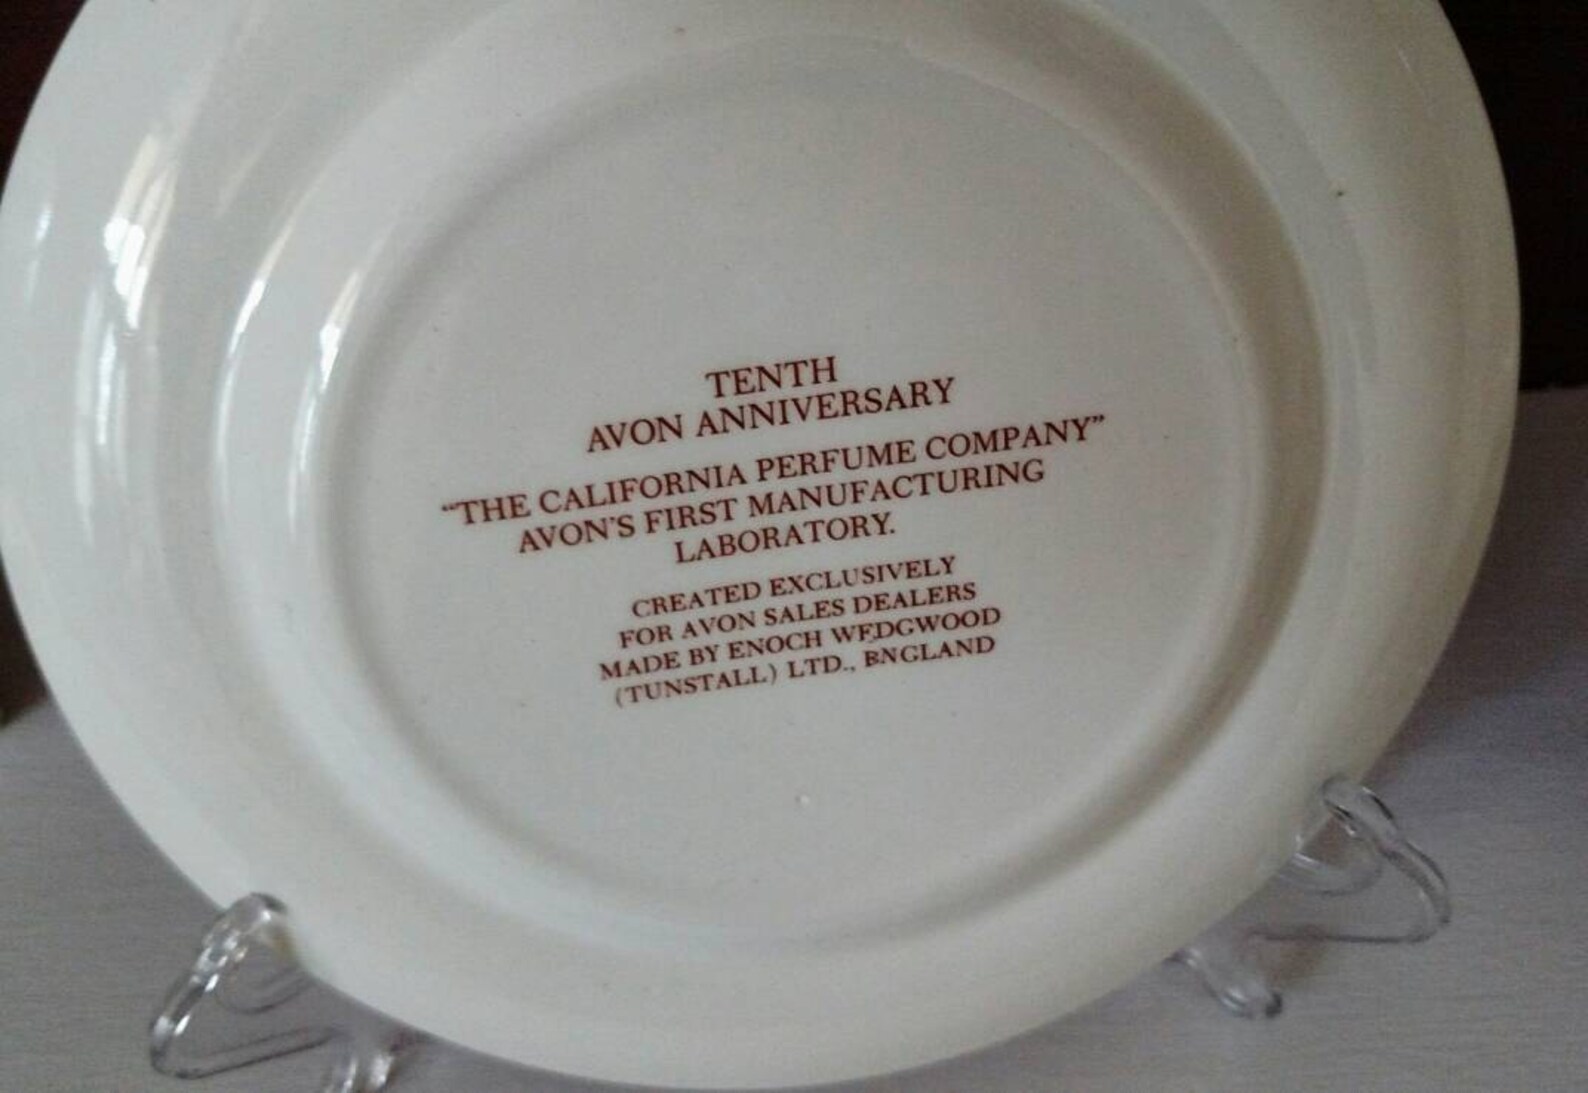 TENTH
AVON ANNIVERSARY
“THE CALIFORNIA PERFUME COMPANY”
AVON'S FIRST MANUFACTURING
LABORATORY.
CREATED EXCLUSIVELY
FOR AVON SALES DEALERS
MADE BY ENOCH WEDGWOOD
(TUNSTALL) LTD., ENGLAND